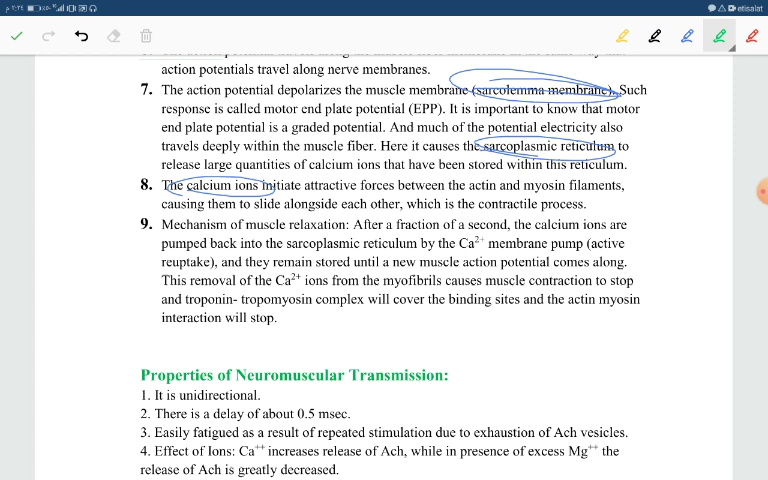 etisalat
action potentials travel along nerve membranes.
7. The action potential depolarizes the muscle membrane (sarcolemma membrane). Such
response is called motor end plate potential (EPP). It is important to know that motor
end plate potential is a graded potential. And much of the potential electricity also
travels deeply within the muscle fiber. Here it causes the sarcoplasmic reticulum to
release large quantities of calcium ions that have been stored within this reticulum.
8. The calcium ions initiate attractive forces between the actin and myosin filaments,
causing them to slide alongside each other, which is the contractile process.
9. Mechanism of muscle relaxation: After a fraction of a second, the calcium ions are
pumped back into the sarcoplasmic reticulum by the Ca²⁺ membrane pump (active
reuptake), and they remain stored until a new muscle action potential comes along.
This removal of the Ca²⁺ ions from the myofibrils causes muscle contraction to stop
and troponin- tropomyosin complex will cover the binding sites and the actin myosin
interaction will stop.
Properties of Neuromuscular Transmission:
1. It is unidirectional.
2. There is a delay of about 0.5 msec.
3. Easily fatigued as a result of repeated stimulation due to exhaustion of Ach vesicles.
4. Effect of Ions: Ca⁺⁺ increases release of Ach, while in presence of excess Mg⁺⁺ the
release of Ach is greatly decreased.